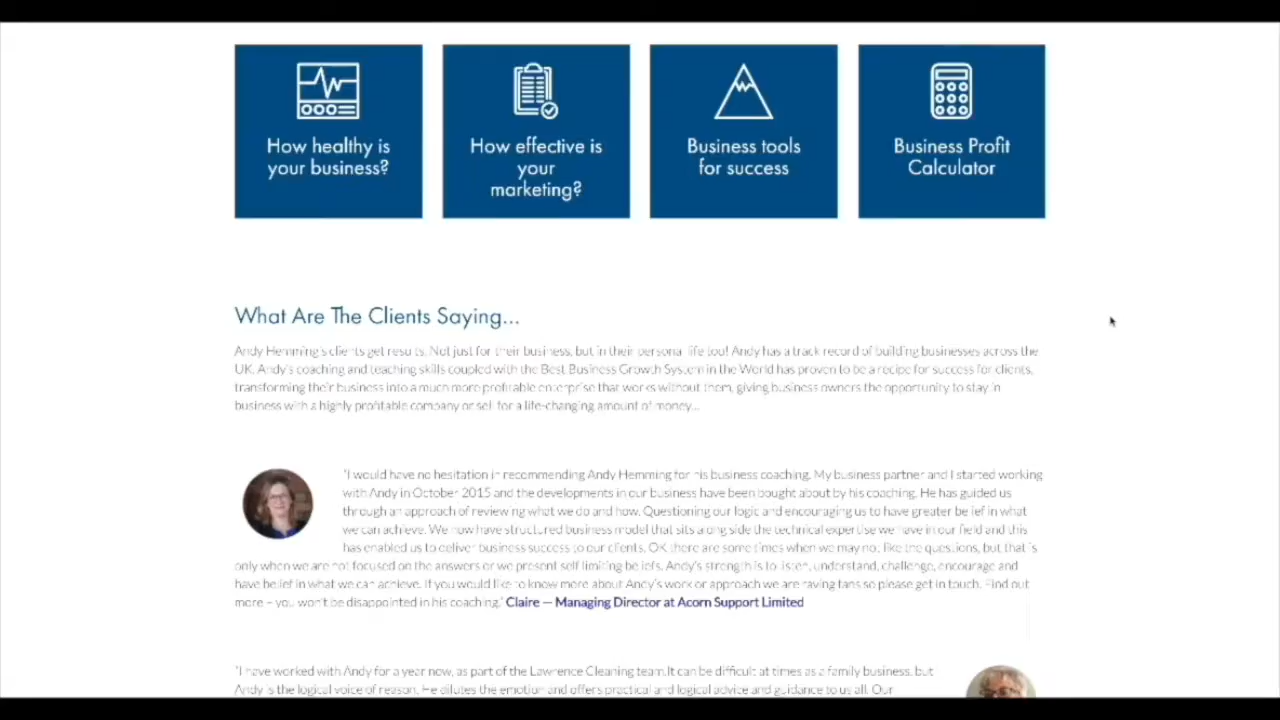 How healthy is
your business?
How effective is
your
marketing?
Business tools
for success
Business Profit
Calculator
What Are The Clients Saying...
Andy Hemming's clients get results. Not just for their business, but in their personal life too! Andy has a track record of building businesses across the
UK. Andy's coaching and teaching skills coupled with the Best Business Growth System in the World has proven to be a recipe for success for clients,
transforming their business into a much more profitable enterprise that works without them, giving business owners the opportunity to stay in
business with a highly profitable company or sell for a life-changing amount of money...
"I would have no hesitation in recommending Andy Hemming for his business coaching. My business partner and I started working
with Andy in October 2015 and the developments in our business have been bought about by his coaching. He has guided us
through an approach of reviewing what we do and how. Questioning our logic and encouraging us to have greater belief in what
we can achieve. We now have structured business model that sits along side the technical expertise we have in our field and this
has enabled us to deliver business success to our clients. OK there are some times when we may not like the questions, but that is
only when we are not focused on the answers or we present self limiting beliefs. Andy's strength is to listen, understand, challenge, encourage and
have belief in what we can achieve. If you would like to know more about Andy's work or approach we are raving fans so please get in touch. Find out
more – you won't be disappointed in his coaching." Claire — Managing Director at Acorn Support Limited
"I have worked with Andy for a year now, as part of the Lawrence Cleaning team.It can be difficult at times as a family business, but
Andy is the logical voice of reason. He dilutes the emotion and offers practical and logical advice and guidance to us all. Our